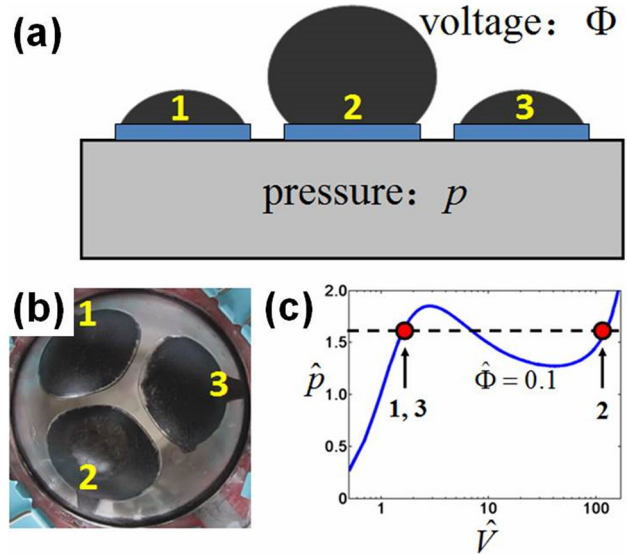 (a)
voltage: Φ
1
2
3
pressure: p
(b)
1
3
2
(c)
2.0
1.5
p̂
1.0
Φ̂ = 0.1
1, 3
2
0.5
0
1
10
100
V̂